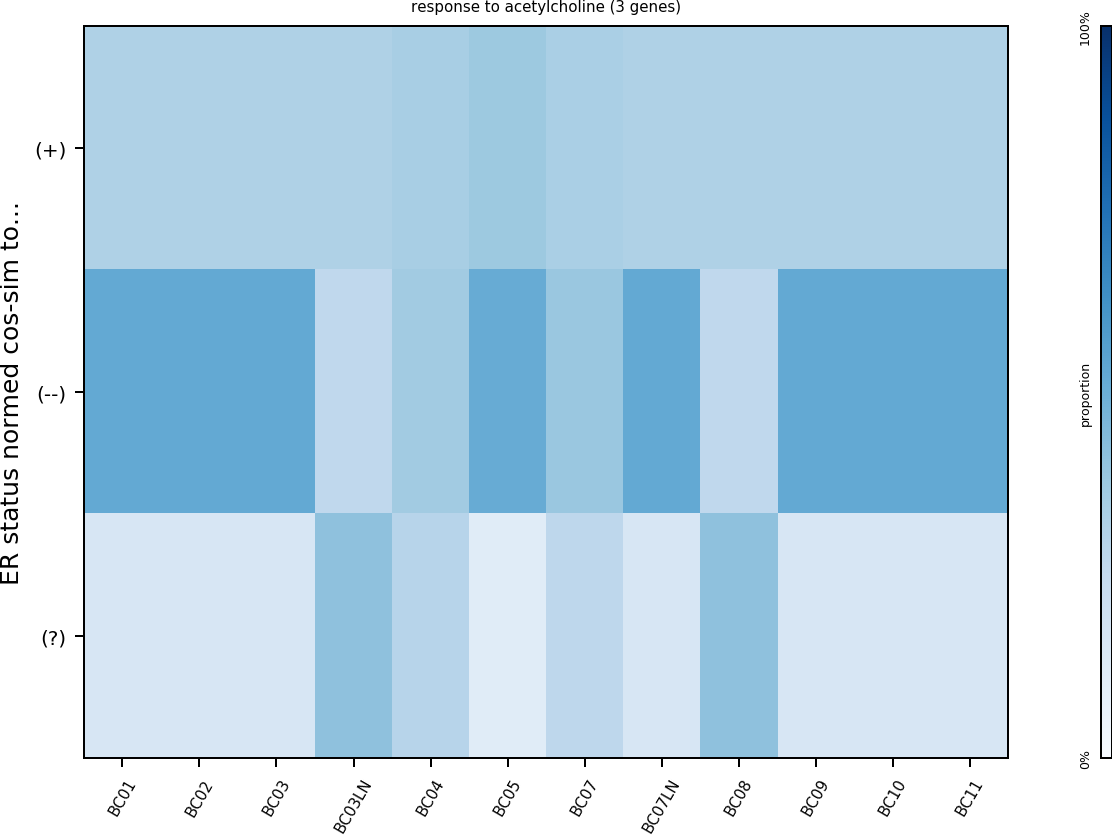 response to acetylcholine (3 genes)
ER status normed cos-sim to...
(+)
(--)
(?)
BC01
BC02
BC03
BC03LN
BC04
BC05
BC07
BC07LN
BC08
BC09
BC10
BC11
100%
proportion
0%